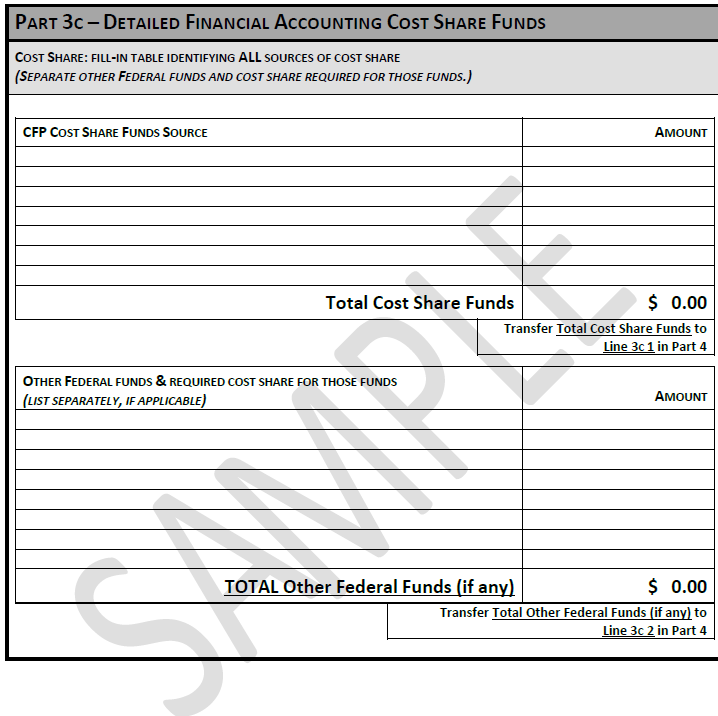 PART 3C – DETAILED FINANCIAL ACCOUNTING COST SHARE FUNDS
COST SHARE: FILL-IN TABLE IDENTIFYING ALL SOURCES OF COST SHARE
(SEPARATE OTHER FEDERAL FUNDS AND COST SHARE REQUIRED FOR THOSE FUNDS.)
CFP COST SHARE FUNDS SOURCE AMOUNT
Total Cost Share Funds $ 0.00
Transfer Total Cost Share Funds to
Line 3c 1 in Part 4
OTHER FEDERAL FUNDS & REQUIRED COST SHARE FOR THOSE FUNDS
(LIST SEPARATELY, IF APPLICABLE) AMOUNT
TOTAL Other Federal Funds (if any) $ 0.00
Transfer Total Other Federal Funds (if any) to
Line 3c 2 in Part 4
SAMPLE